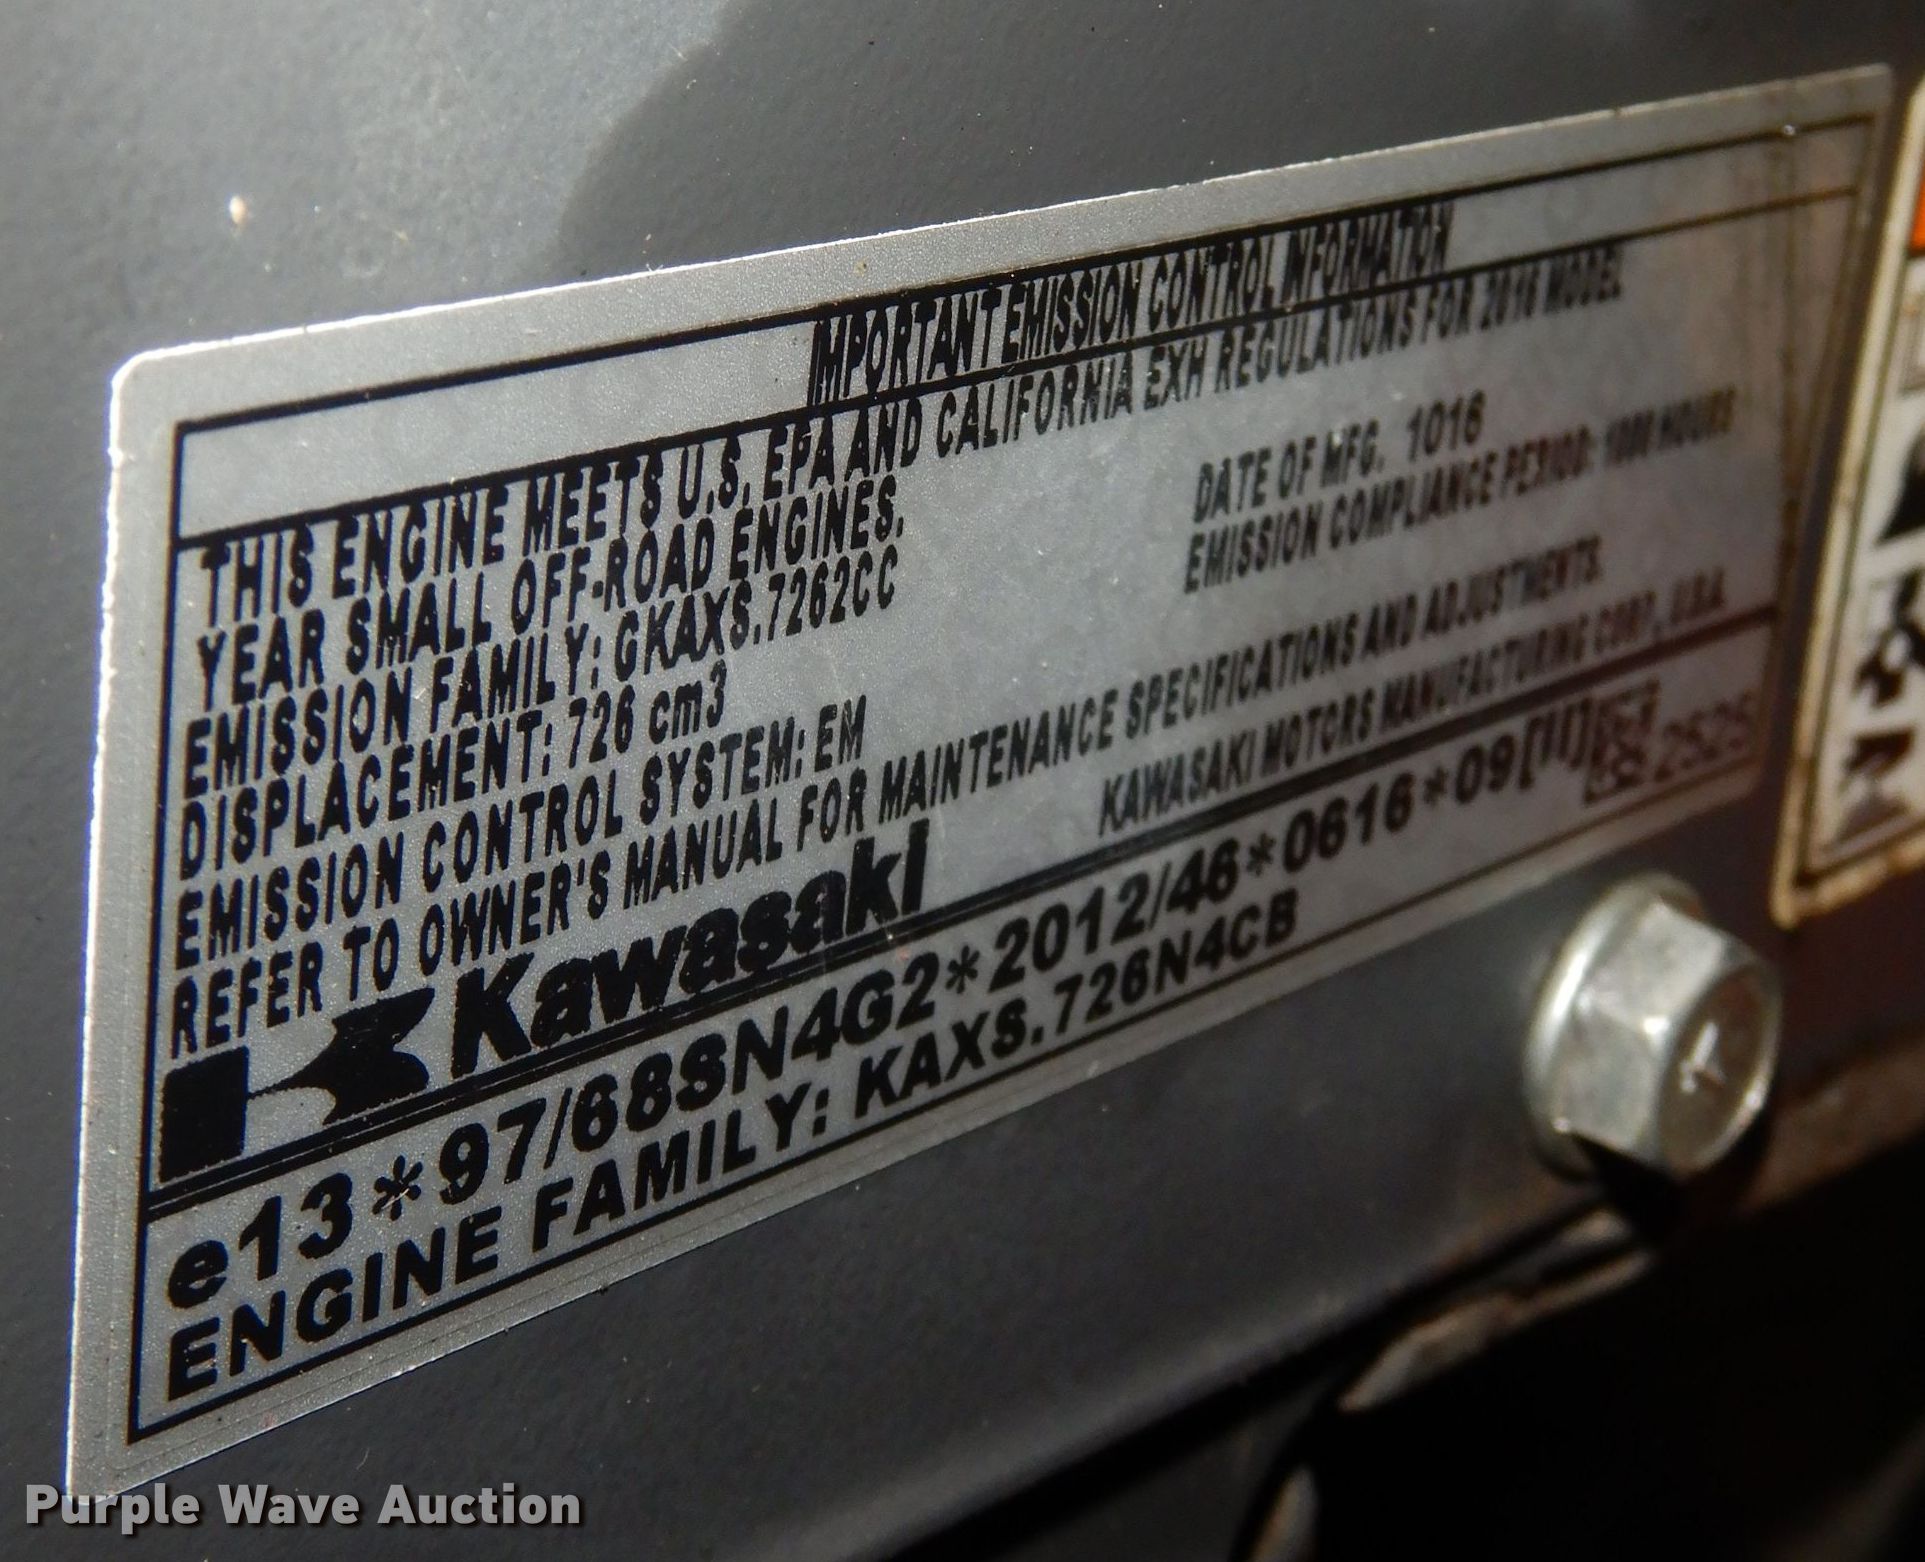 IMPORTANT EMISSION CONTROL INFORMATION
THIS ENGINE MEETS U.S. EPA AND CALIFORNIA EXH REGULATIONS FOR 2016 MODEL
YEAR SMALL OFF-ROAD ENGINES.
EMISSION FAMILY: GKAXS.7262CC
DATE OF MFG. 1016
DISPLACEMENT: 726 cm3
EMISSION COMPLIANCE PERIOD: 1000 HOURS
EMISSION CONTROL SYSTEM: EM
REFER TO OWNER'S MANUAL FOR MAINTENANCE SPECIFICATIONS AND ADJUSTMENTS.
Kawasaki
KAWASAKI MOTORS MANUFACTURING CORP., U.S.A.
e13*97/68SN4G2*2012/46*0616*09[II]
2525
ENGINE FAMILY: KAXS.726N4CB
Purple Wave Auction